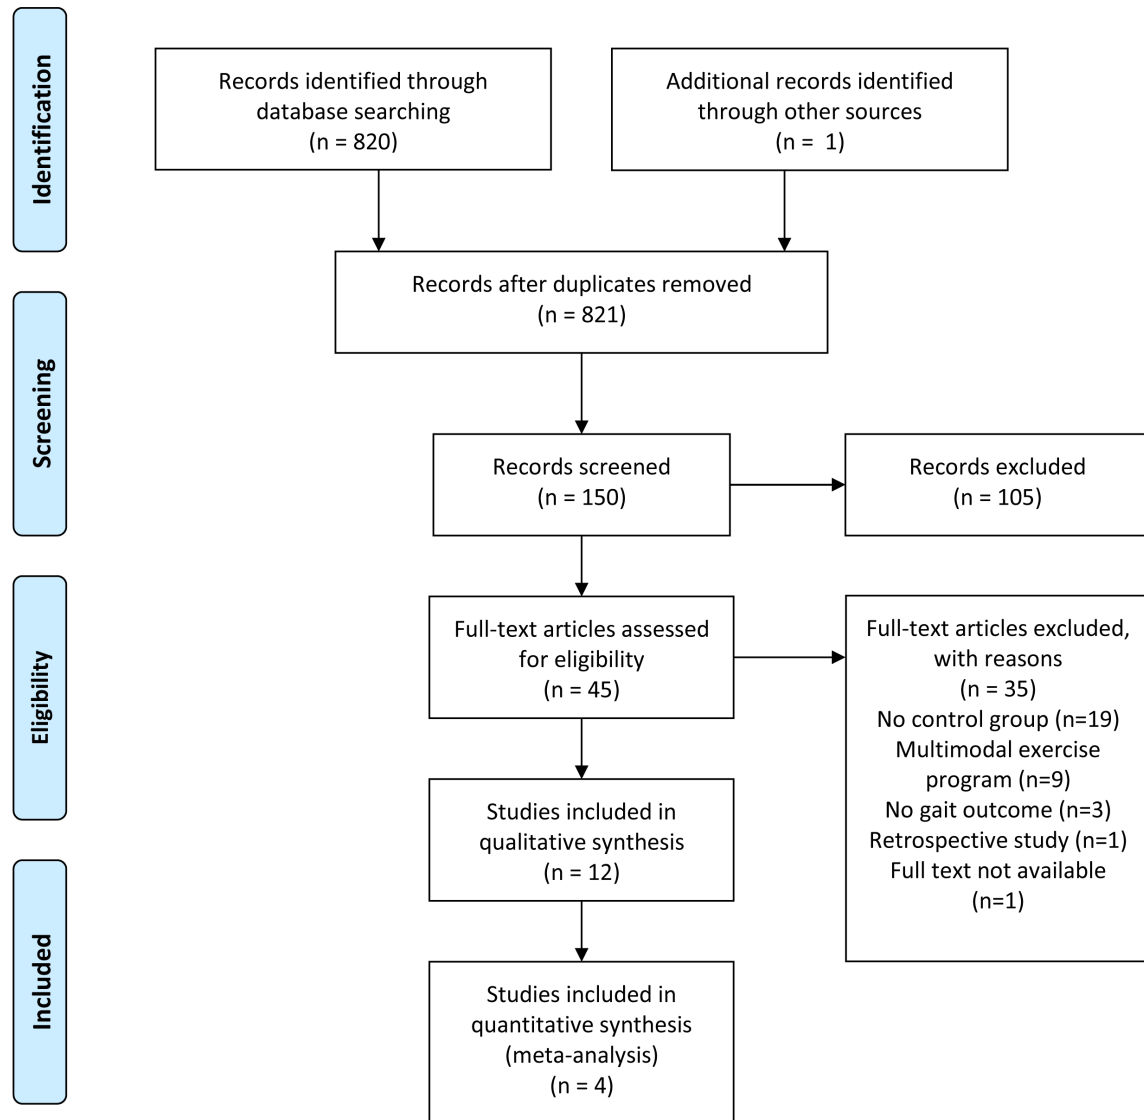 Identification
Records identified through
database searching
(n = 820)
Additional records identified
through other sources
(n =  1)
Records after duplicates removed
(n = 821)
Screening
Records screened
(n = 150)
Records excluded
(n = 105)
Eligibility
Full-text articles assessed
for eligibility
(n = 45)
Full-text articles excluded,
with reasons
(n = 35)
No control group (n=19)
Multimodal exercise
program (n=9)
No gait outcome (n=3)
Retrospective study (n=1)
Full text not available
(n=1)
Studies included in
qualitative synthesis
(n = 12)
Included
Studies included in
quantitative synthesis
(meta-analysis)
(n = 4)